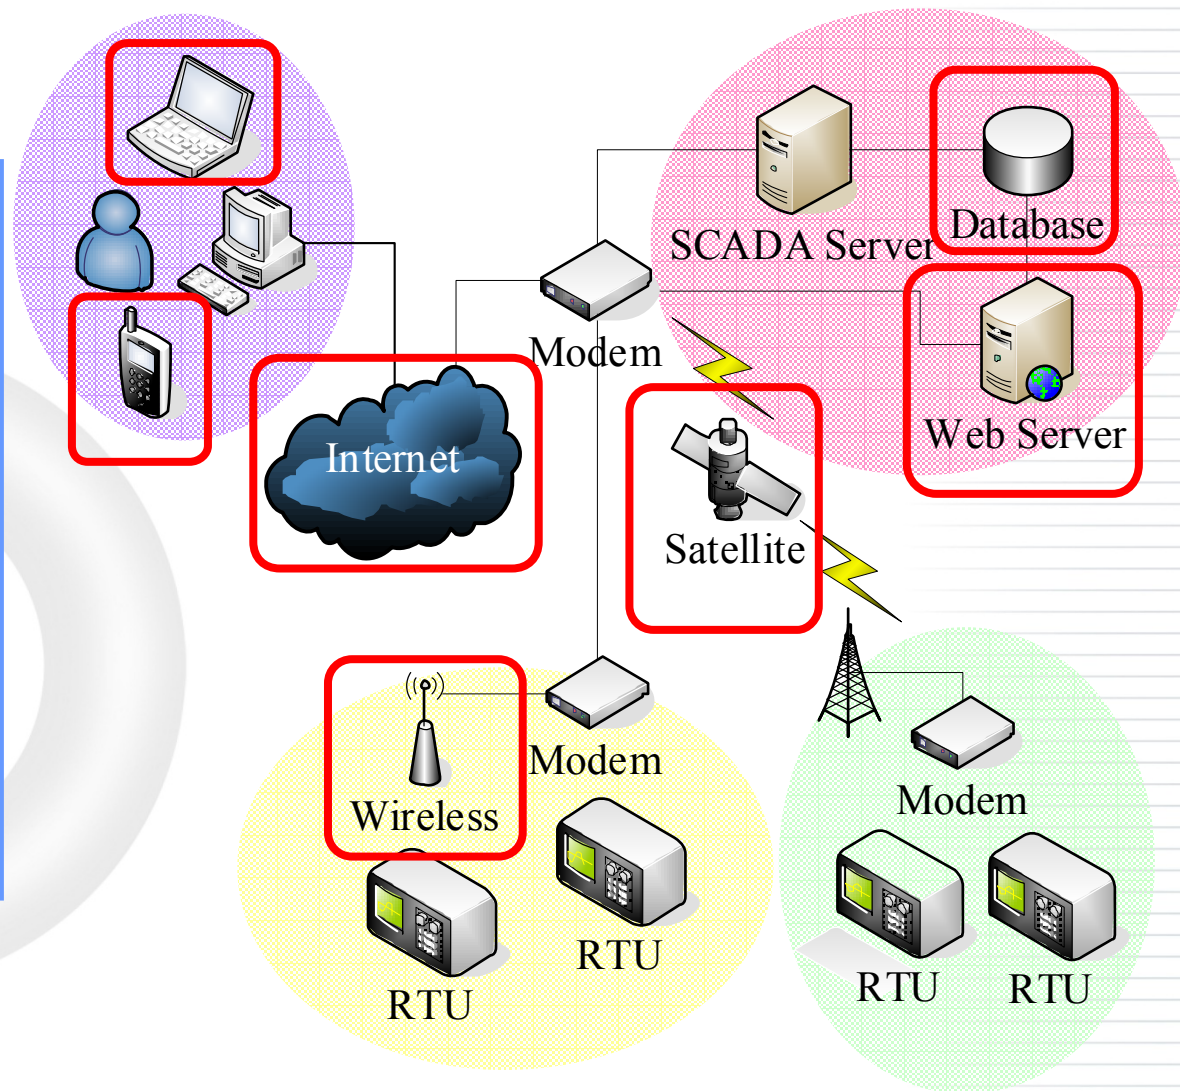 SCADA Server
Database
Modem
Web Server
Internet
Satellite
Modem
Wireless
Modem
RTU
RTU
RTU
RTU